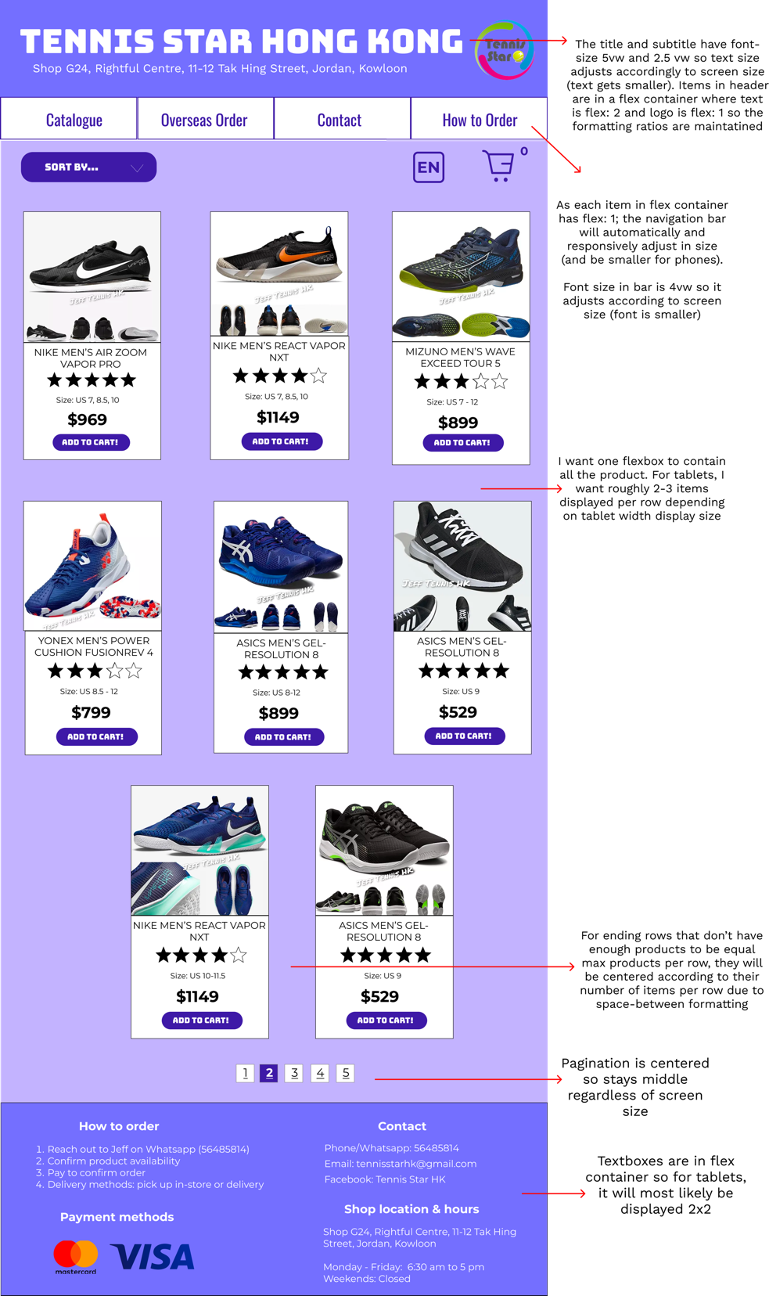 TENNIS STAR HONG KONG
Shop G24, Rightful Centre, 11-12 Tak Hing Street, Jordan, Kowloon
Tennis
Star
The title and subtitle have font-
size 5vw and 2.5 vw so text size
adjusts accordingly to screen size
(text gets smaller). Items in header
are in a flex container where text
is flex: 2 and logo is flex: 1 so the
formatting ratios are maintatined
Catalogue
Overseas Order
Contact
How to Order
SORT BY...
EN
0
As each item in flex container
has flex: 1; the navigation bar
will automatically and
responsively adjust in size
(and be smaller for phones).
Font size in bar is 4vw so it
adjusts according to screen
size (font is smaller)
JEFF TENNIS HK
NIKE MEN'S AIR ZOOM
VAPOR PRO
Size: US 7, 8.5, 10
$969
ADD TO CART!
JEFF TENNIS HK
NIKE MEN'S REACT VAPOR
NXT
Size: US 7, 8.5, 10
$1149
ADD TO CART!
JEFF TENNIS HK
MIZUNO MEN'S WAVE
EXCEED TOUR 5
Size: US 7 - 12
$899
ADD TO CART!
I want one flexbox to contain
all the product. For tablets, I
want roughly 2-3 items
displayed per row depending
on tablet width display size
JEFF TENNIS HK
YONEX MEN'S POWER
CUSHION FUSIONREV 4
Size: US 8.5 - 12
$799
ADD TO CART!
JEFF TENNIS HK
ASICS MEN'S GEL-
RESOLUTION 8
Size: US 8-12
$899
ADD TO CART!
JEFF TENNIS HK
ASICS MEN'S GEL-
RESOLUTION 8
Size: US 9
$529
ADD TO CART!
JEFF TENNIS HK
NIKE MEN'S REACT VAPOR
NXT
Size: US 10-11.5
$1149
ADD TO CART!
JEFF TENNIS HK
ASICS MEN'S GEL-
RESOLUTION 8
Size: US 9
$529
ADD TO CART!
For ending rows that don't have
enough products to be equal
max products per row, they will
be centered according to their
number of items per row due to
space-between formatting
1 2 3 4 5
Pagination is centered
so stays middle
regardless of screen
size
How to order
1. Reach out to Jeff on Whatsapp (56485814)
2. Confirm product availability
3. Pay to confirm order
4. Delivery methods: pick up in-store or delivery
Contact
Phone/Whatsapp: 56485814
Email: tennisstarhk@gmail.com
Facebook: Tennis Star HK
Textboxes are in flex
container so for tablets,
it will most likely be
displayed 2x2
Payment methods
mastercard
VISA
Shop location & hours
Shop G24, Rightful Centre, 11-12 Tak Hing
Street, Jordan, Kowloon
Monday - Friday: 6:30 am to 5 pm
Weekends: Closed